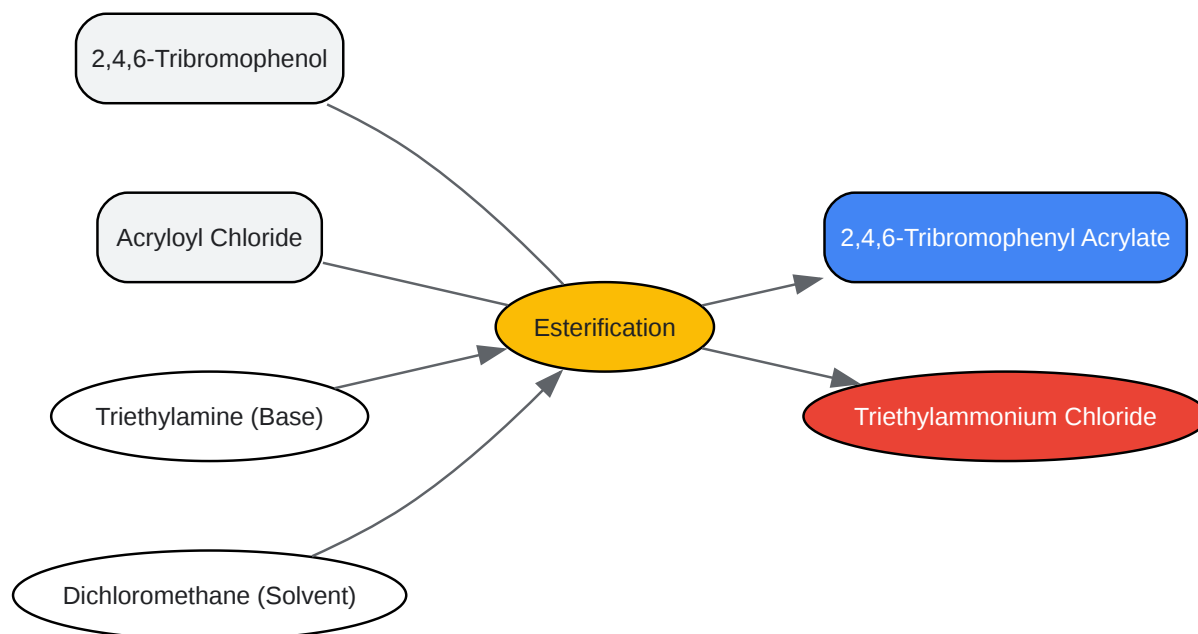 2,4,6-Tribromophenol
Acryloyl Chloride
2,4,6-Tribromophenyl Acrylate
Esterification
Triethylamine (Base)
Triethylammonium Chloride
Dichloromethane (Solvent)